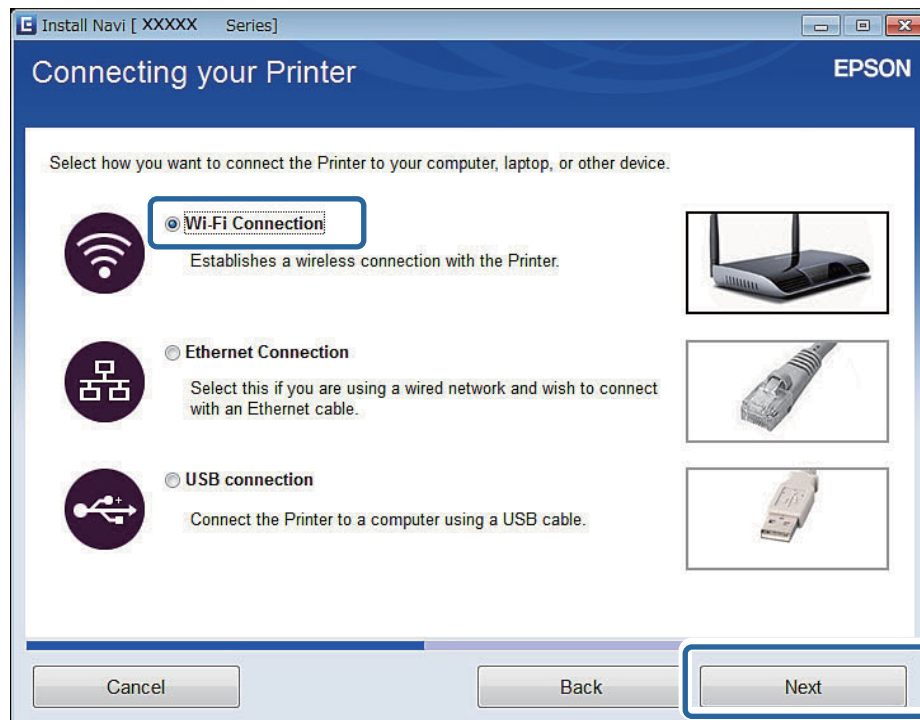 Install Navi [ XXXXX Series]
Connecting your Printer
EPSON
Select how you want to connect the Printer to your computer, laptop, or other device.
Wi-Fi Connection
Establishes a wireless connection with the Printer.
Ethernet Connection
Select this if you are using a wired network and wish to connect
with an Ethernet cable.
USB connection
Connect the Printer to a computer using a USB cable.
Cancel
Back
Next